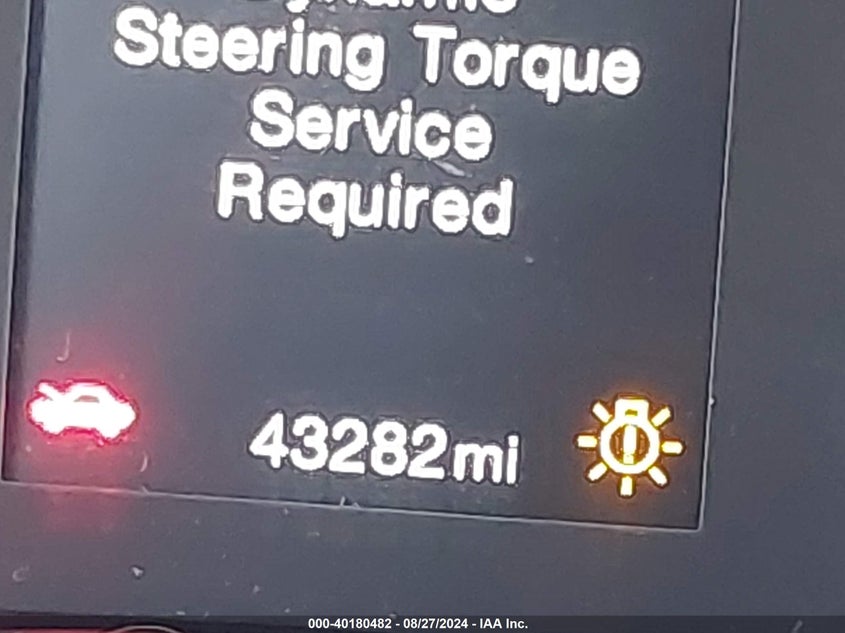 Steering Torque
Service
Required
43282mi
000-40180482 - 08/27/2024 - IAA Inc.